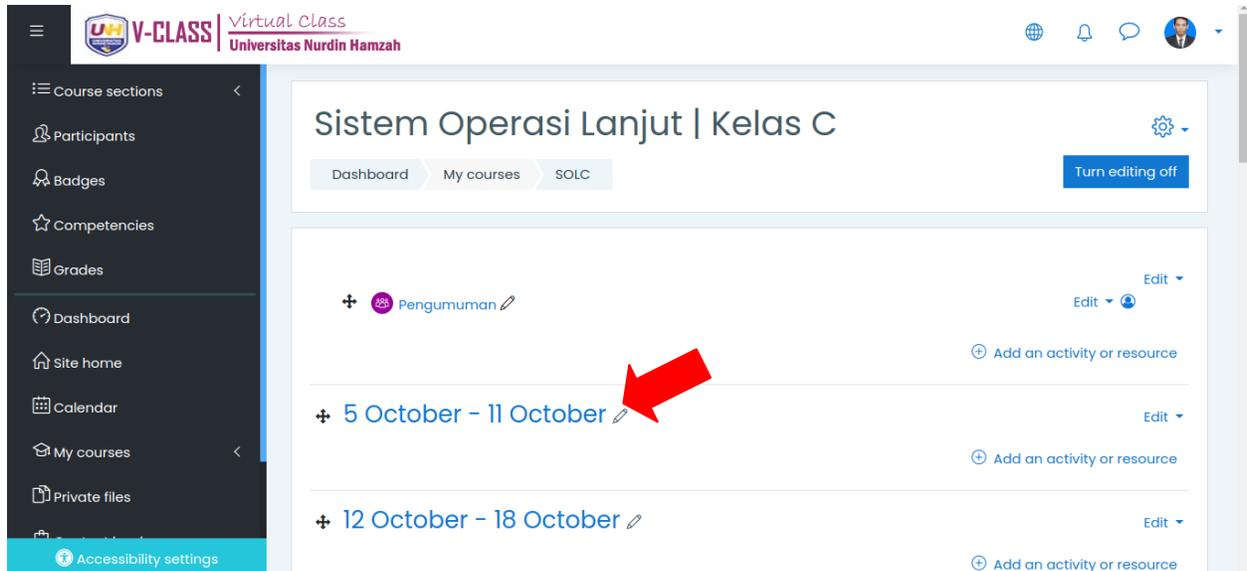 UNH
V-CLASS
Virtual Class
Universitas Nurdin Hamzah
Course sections
Participants
Badges
Competencies
Grades
Dashboard
Site home
Calendar
My courses
Private files
Accessibility settings
Sistem Operasi Lanjut | Kelas C
Dashboard
My courses
SOLC
Turn editing off
Edit
Pengumuman
Edit
Add an activity or resource
5 October - 11 October
Edit
Add an activity or resource
12 October - 18 October
Edit
Add an activity or resource